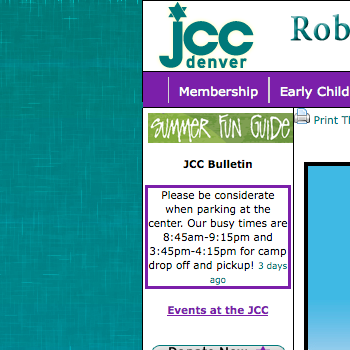 jcc
denver
Rob
Membership
Early Child
SUMMER FUN GUIDE
Print T
JCC Bulletin
Please be considerate
when parking at the
center. Our busy times are
8:45am-9:15pm and
3:45pm-4:15pm for camp
drop off and pickup! 3 days
ago
Events at the JCC
Donate Now